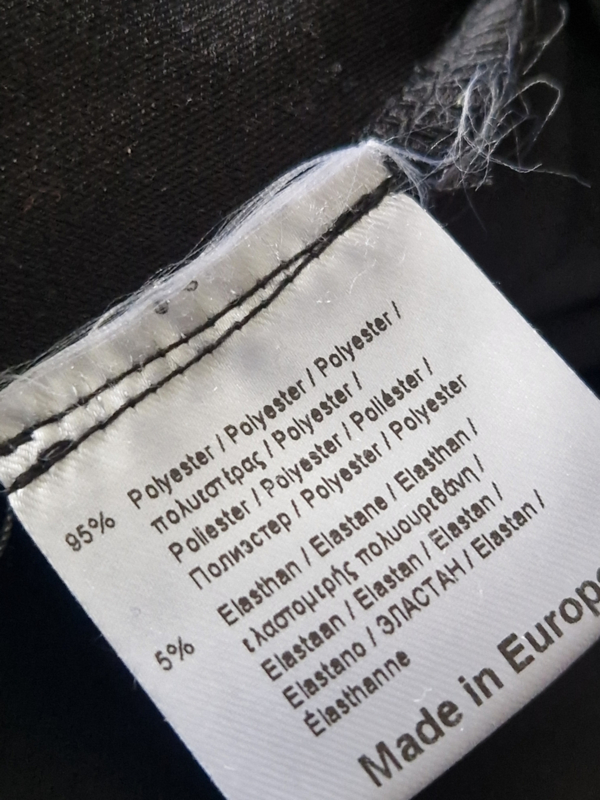 95% Polyester / Polyester / Polyester /
πολυεστέρας / Polyester /
Poliester / Polyester / Poliéster /
Полиэстер / Polyester / Polyester
5% Elasthan / Elastane / Elasthan /
ελαστομερής πολυουρεθάνη /
Elastaan / Elastan / Elastan /
Elastano / ЭЛАСТАН / Elastan /
Élasthanne
Made in Europe